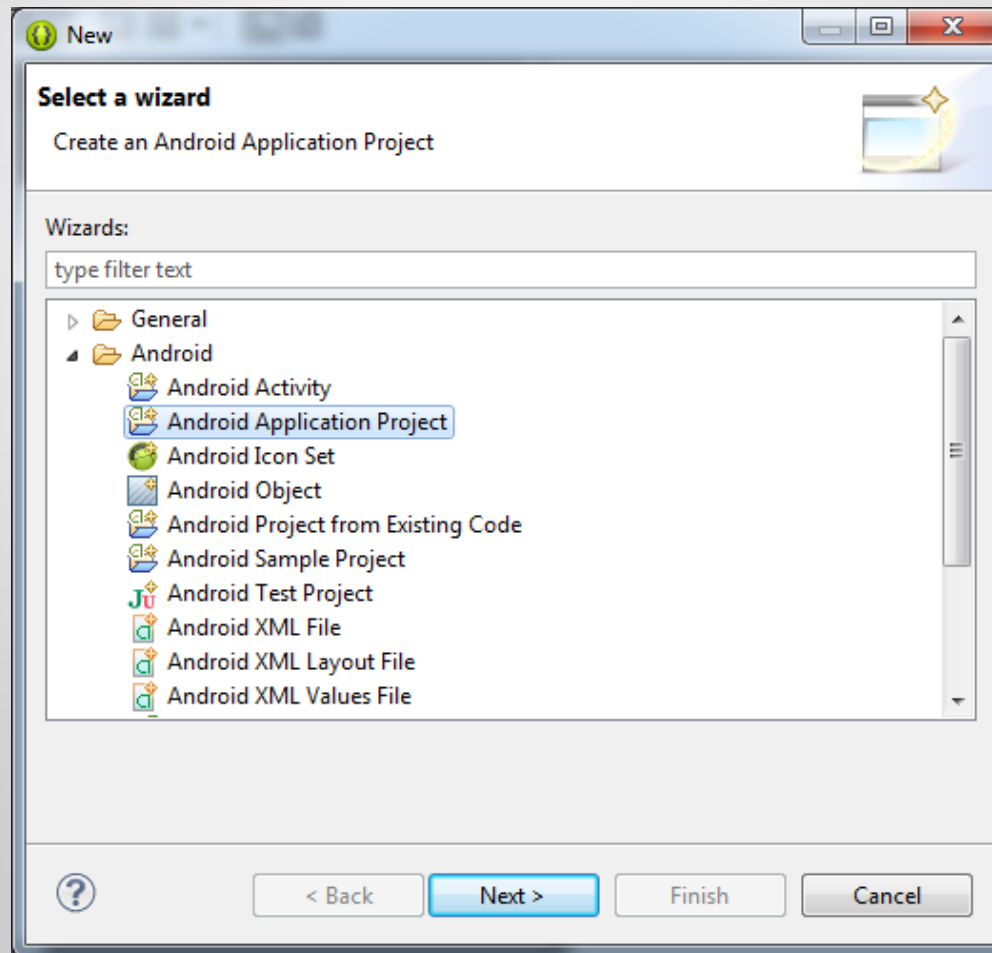 New
Select a wizard
Create an Android Application Project
Wizards:
type filter text
General
Android
Android Activity
Android Application Project
Android Icon Set
Android Object
Android Project from Existing Code
Android Sample Project
Android Test Project
Android XML File
Android XML Layout File
Android XML Values File
? < Back Next > Finish Cancel